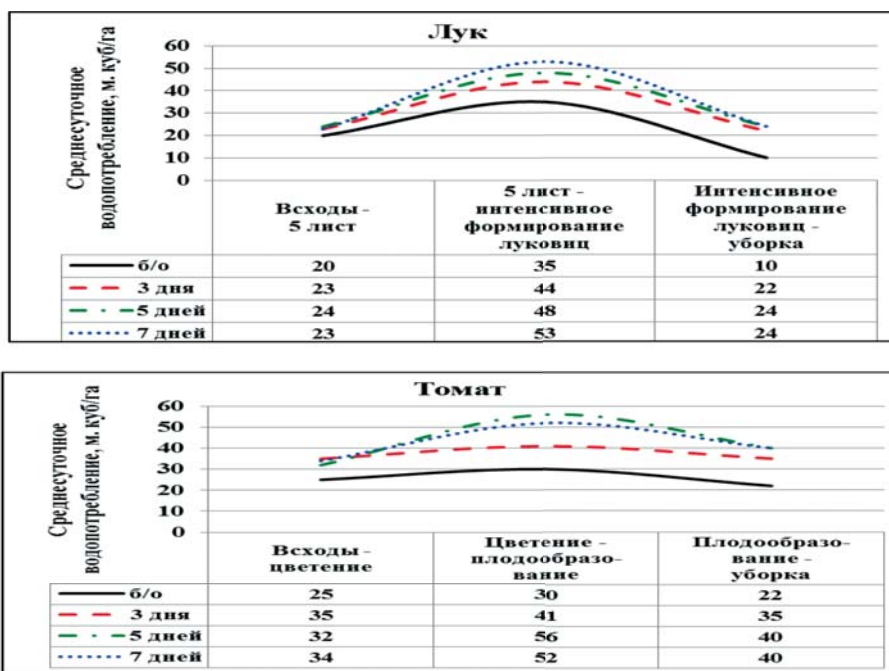 Лук
Среднесуточное
водопотребление, м. куб/га
60
50
40
30
20
10
0
Всходы -
5 лист
5 лист -
интенсивное
формирование
луковиц
Интенсивное
формирование
луковиц -
уборка
б/о 20 35 10
3 дня 23 44 22
5 дней 24 48 24
7 дней 23 53 24
Томат
Среднесуточное
водопотребление, м. куб/га
60
50
40
30
20
10
0
Всходы -
цветение
Цветение -
плодообразо-
вание
Плодообразо-
вание -
уборка
б/о 25 30 22
3 дня 35 41 35
5 дней 32 56 40
7 дней 34 52 40